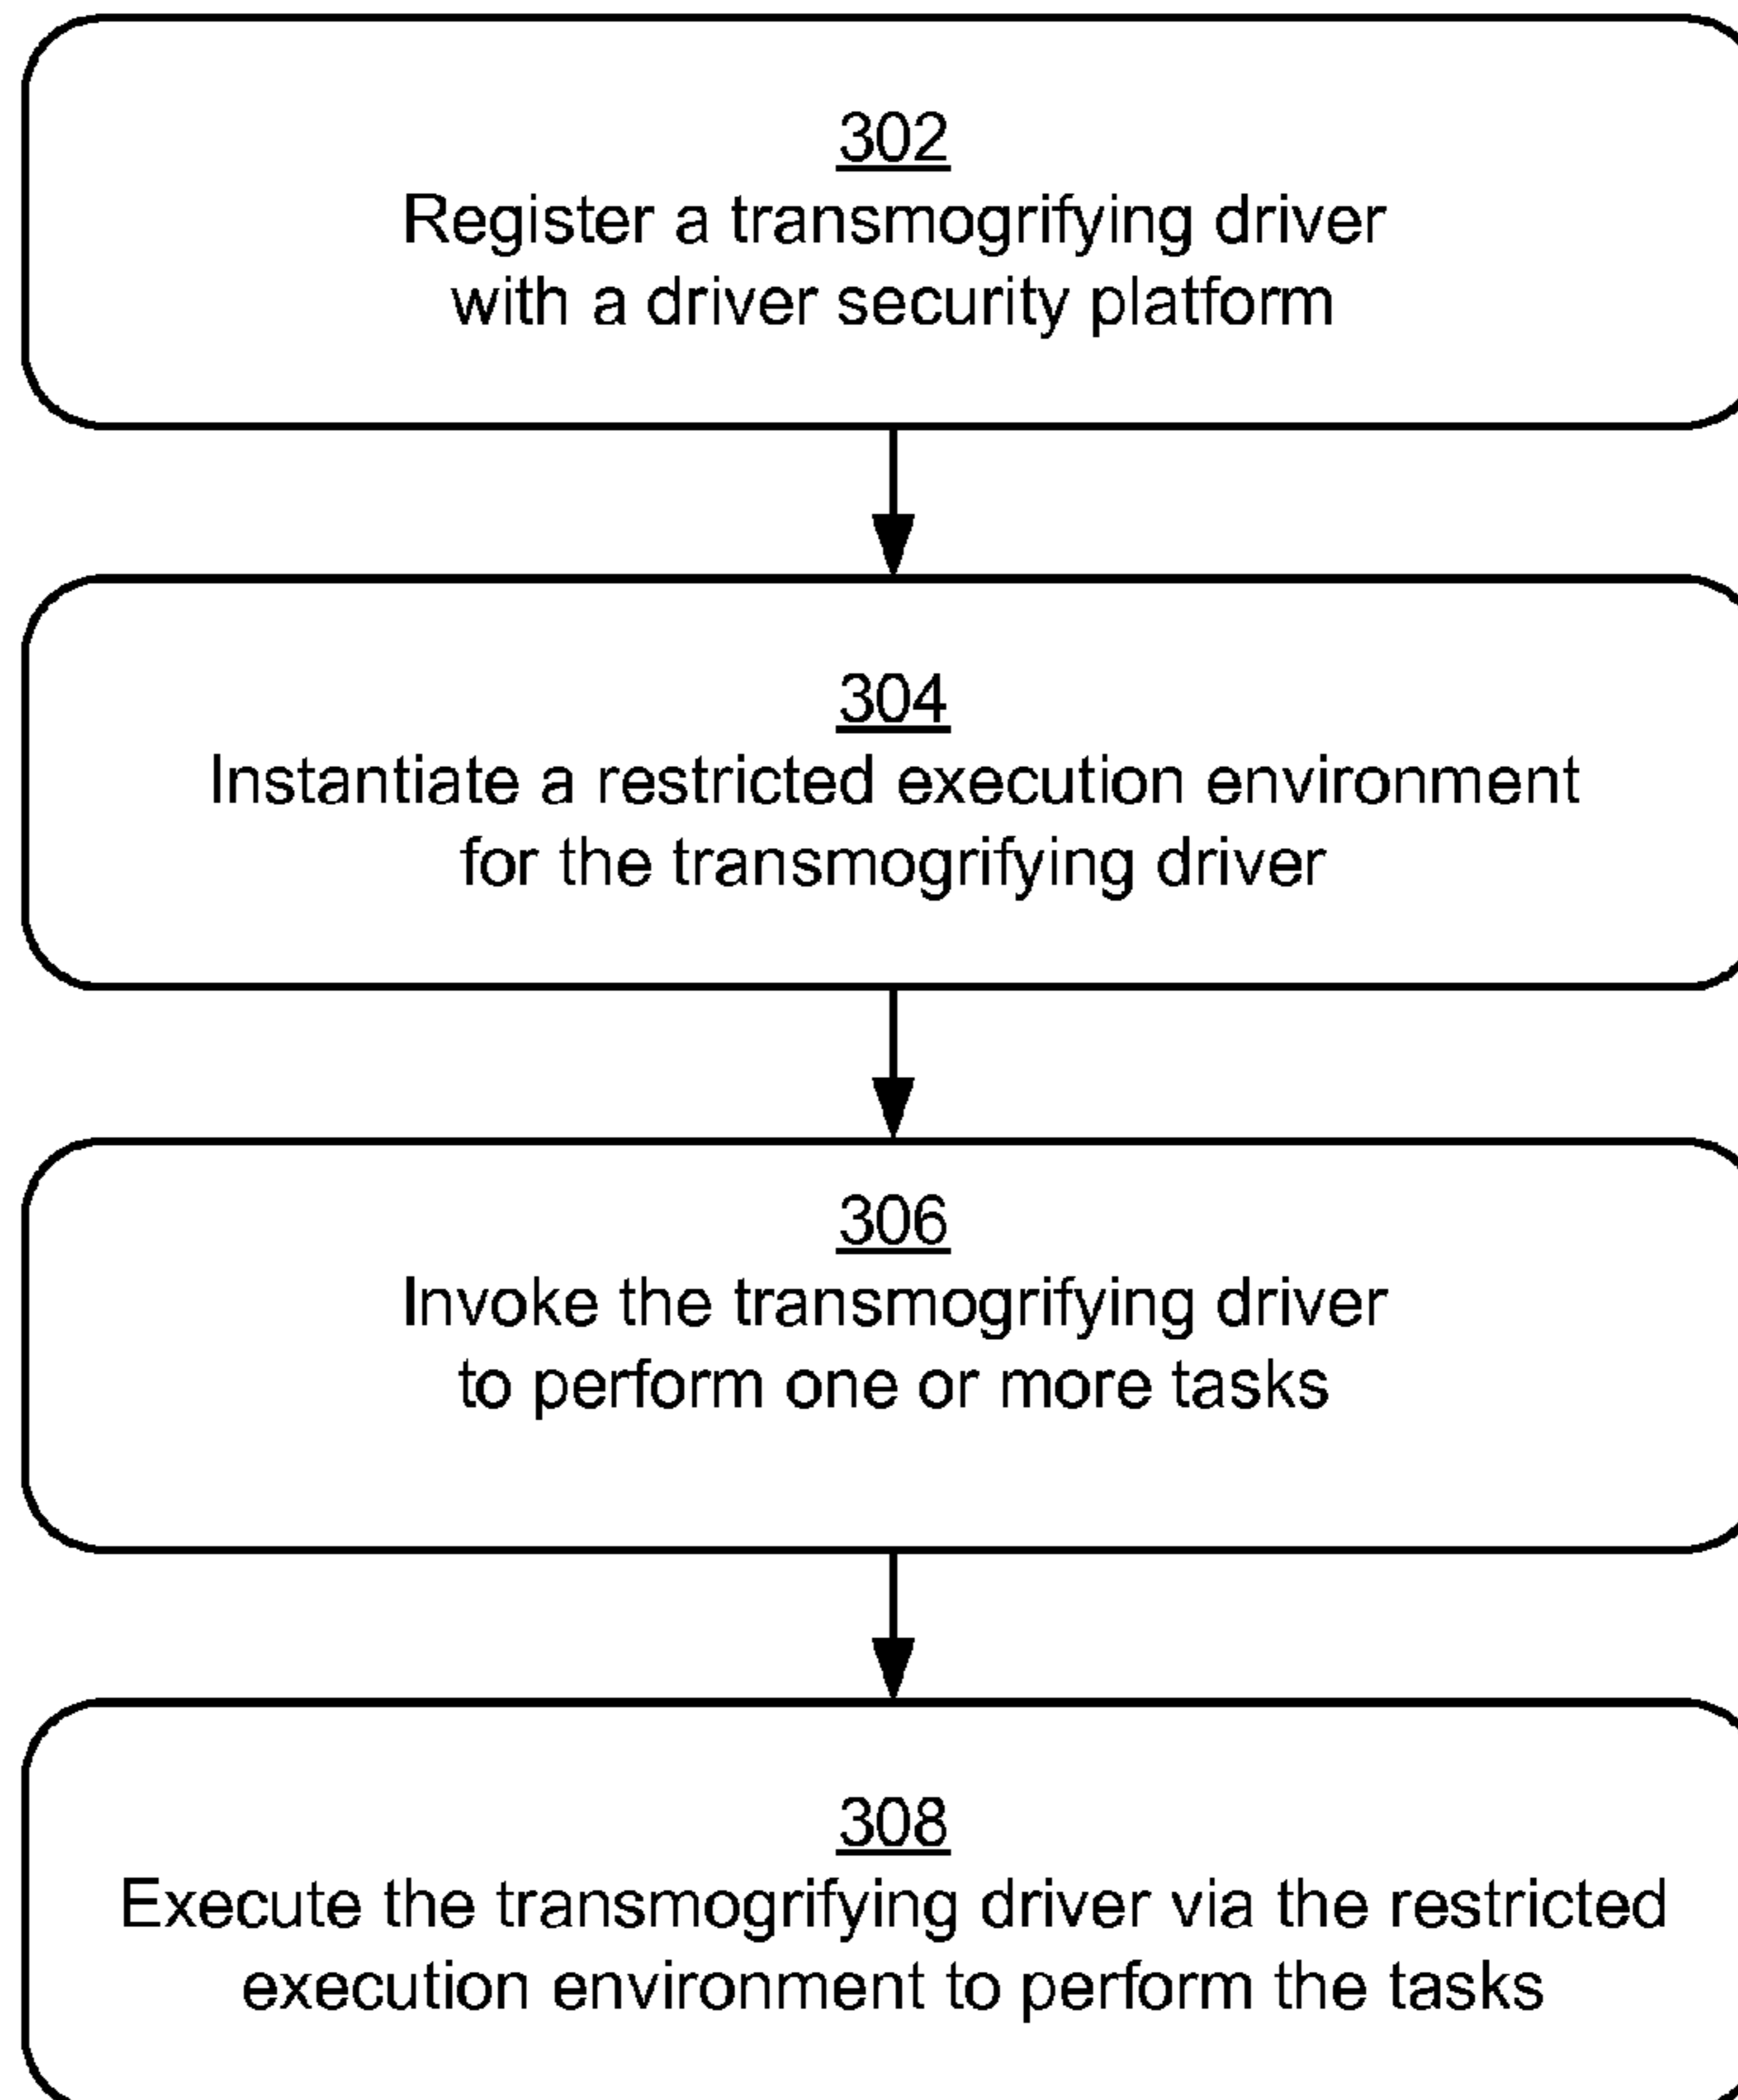 302
Register a transmogrifying driver
with a driver security platform
304
Instantiate a restricted execution environment
for the transmogrifying driver
306
Invoke the transmogrifying driver
to perform one or more tasks
308
Execute the transmogrifying driver via the restricted
execution environment to perform the tasks